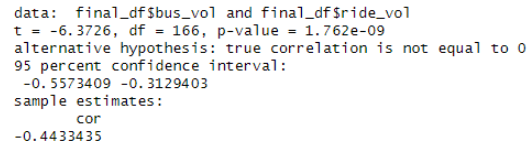 data:  final_df$bus_vol and final_df$ride_vol
t = -6.3726, df = 166, p-value = 1.762e-09
alternative hypothesis: true correlation is not equal to 0
95 percent confidence interval:
 -0.5573409 -0.3129403
sample estimates:
       cor
-0.4433435